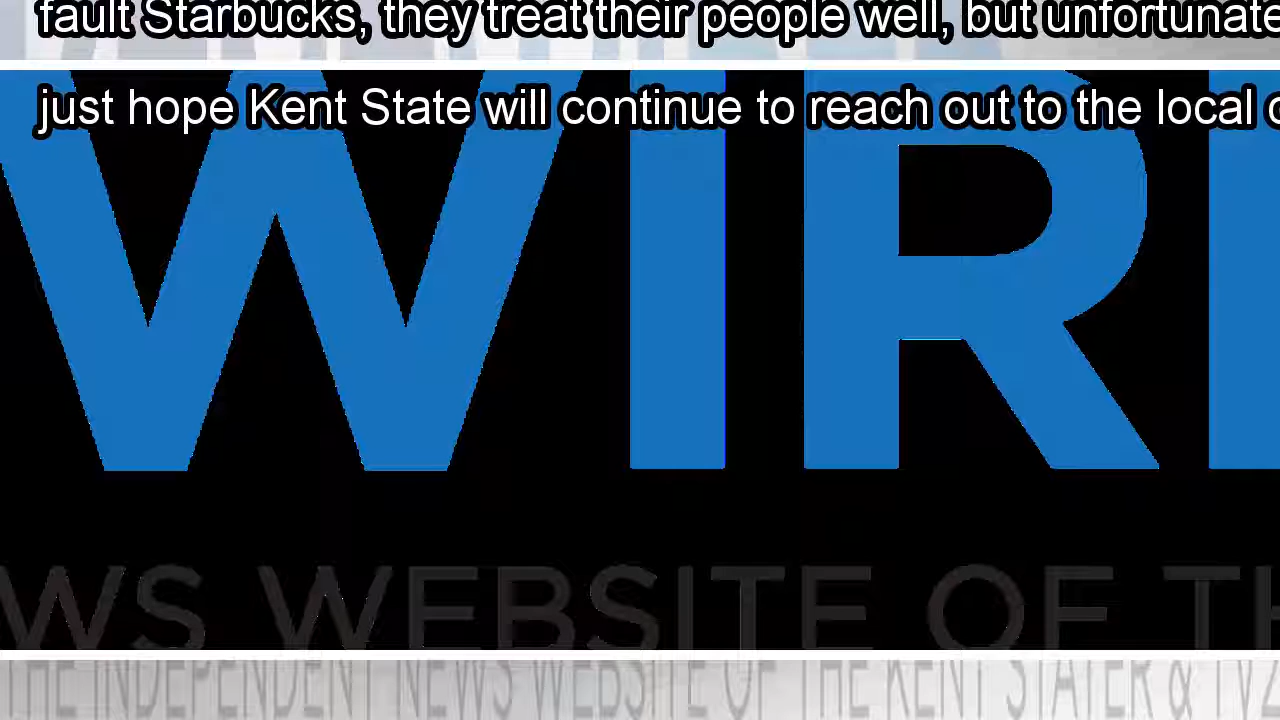 fault Starbucks, they treat their people well, but unfortunate
just hope Kent State will continue to reach out to the local
WIR
WS WEBSITE OF TH
THE INDEPENDENT NEWS WEBSITE OF THE KENT STATER & TV2